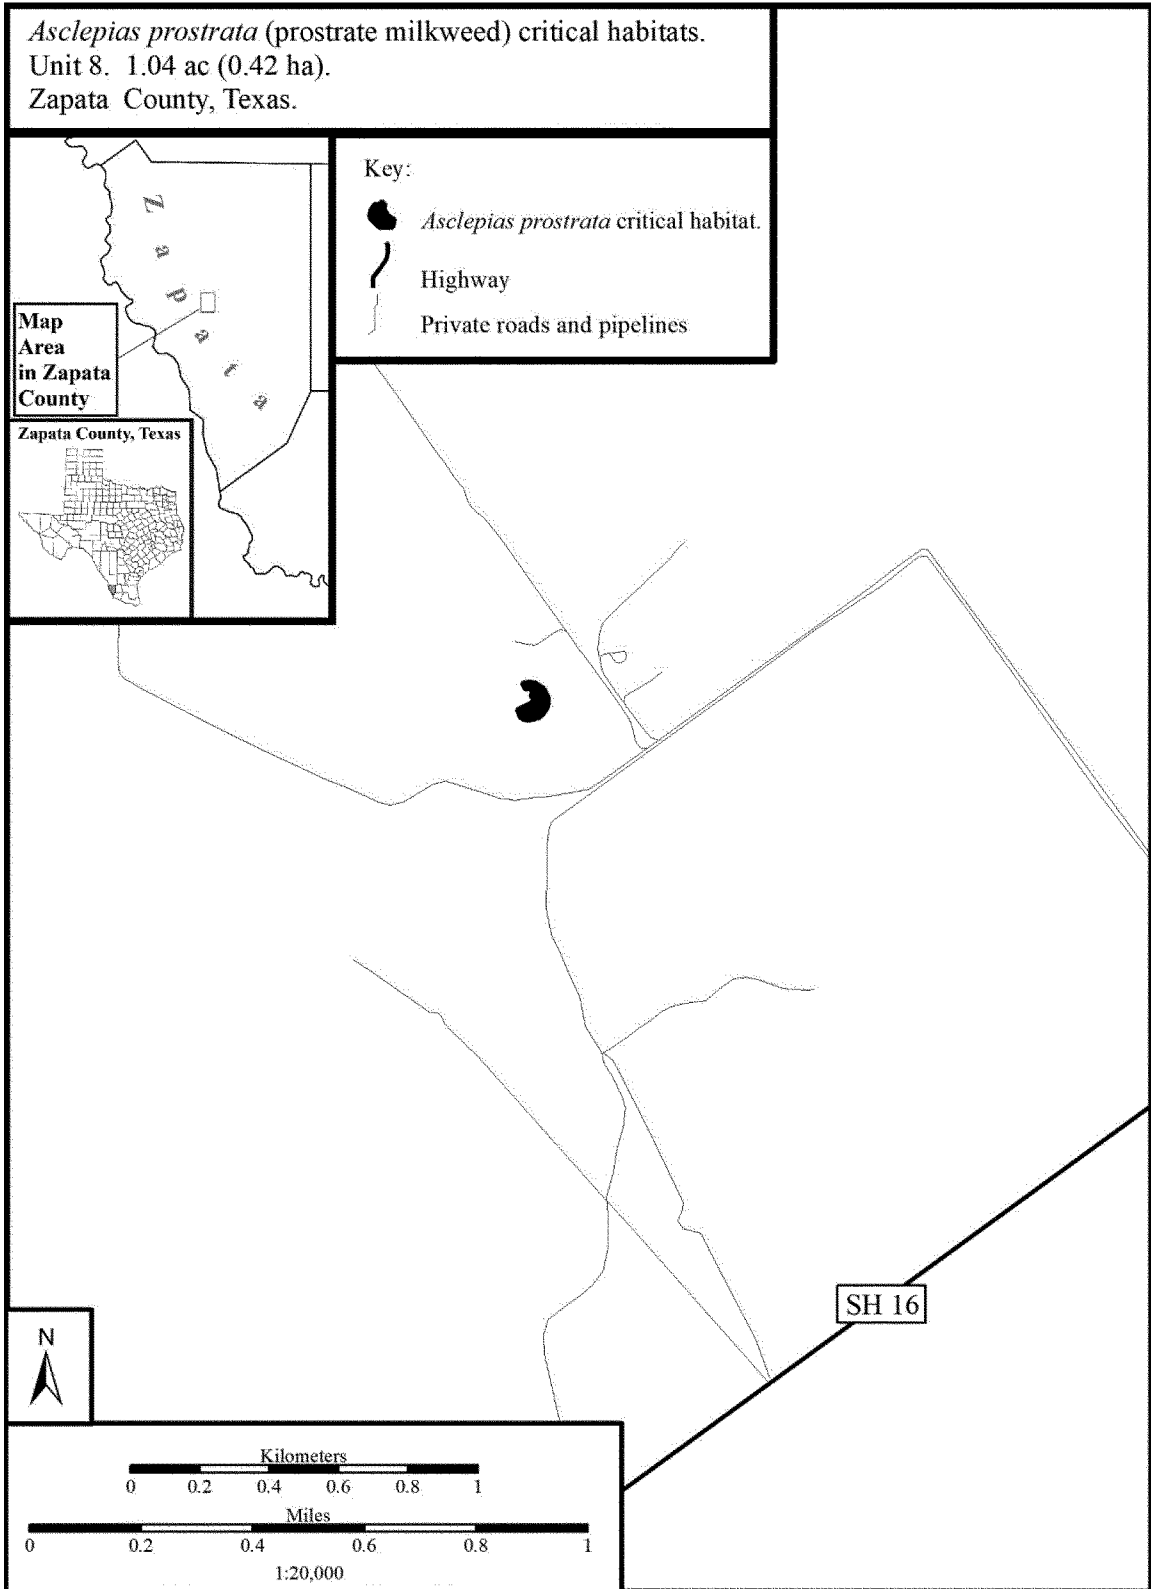 Asclepias prostrata (prostrate milkweed) critical habitats.
Unit 8. 1.04 ac (0.42 ha).
Zapata County, Texas.
Key:
Asclepias prostrata critical habitat.
Highway
Private roads and pipelines
Zapata
Map
Area
in Zapata
County
Zapata County, Texas
SH 16
N
Kilometers
0 0.2 0.4 0.6 0.8 1
Miles
0 0.2 0.4 0.6 0.8 1
1:20,000